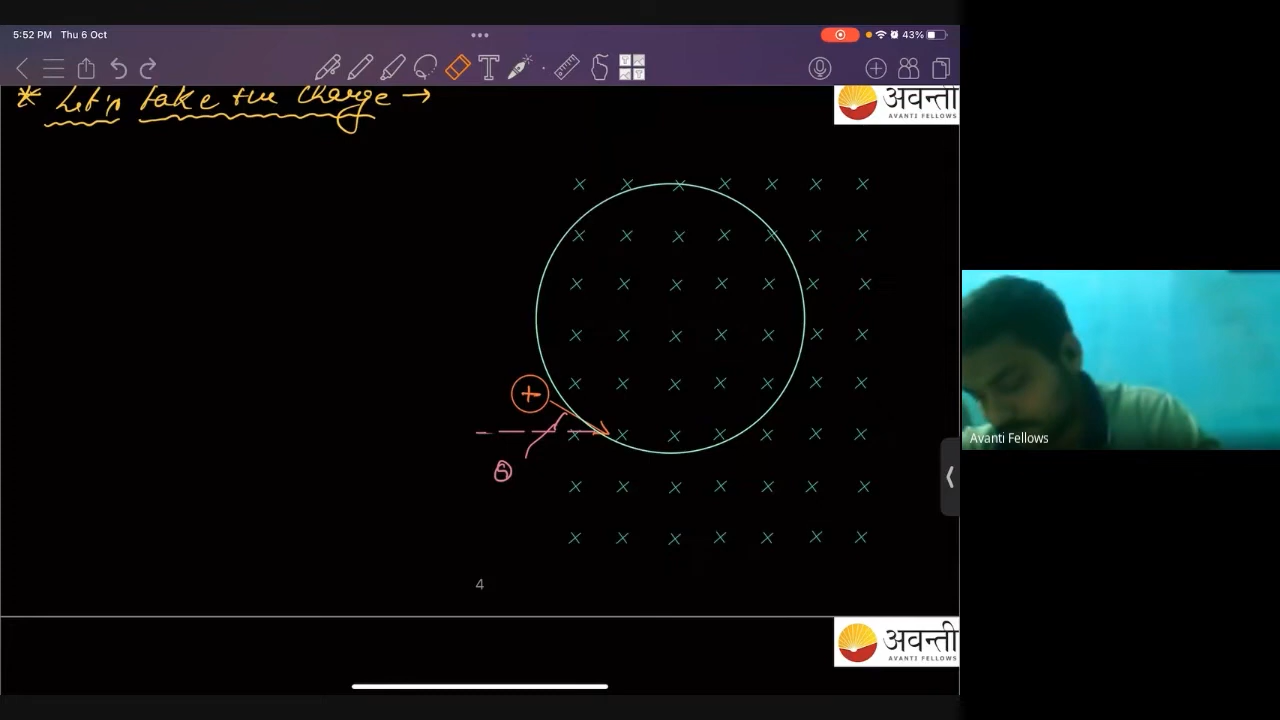 5:52 PM Thu 6 Oct
43%
* Let's take the charge →
अवन्ती
AVANTI FELLOWS
× × × × × × ×
× × × × × × ×
× × × × × × ×
× × × × × × ×
+
× × × × × × ×
× × × × × × ×
θ
× × × × × × ×
× × × × × × ×
4
Avanti Fellows
अवन्ती
AVANTI FELLOWS